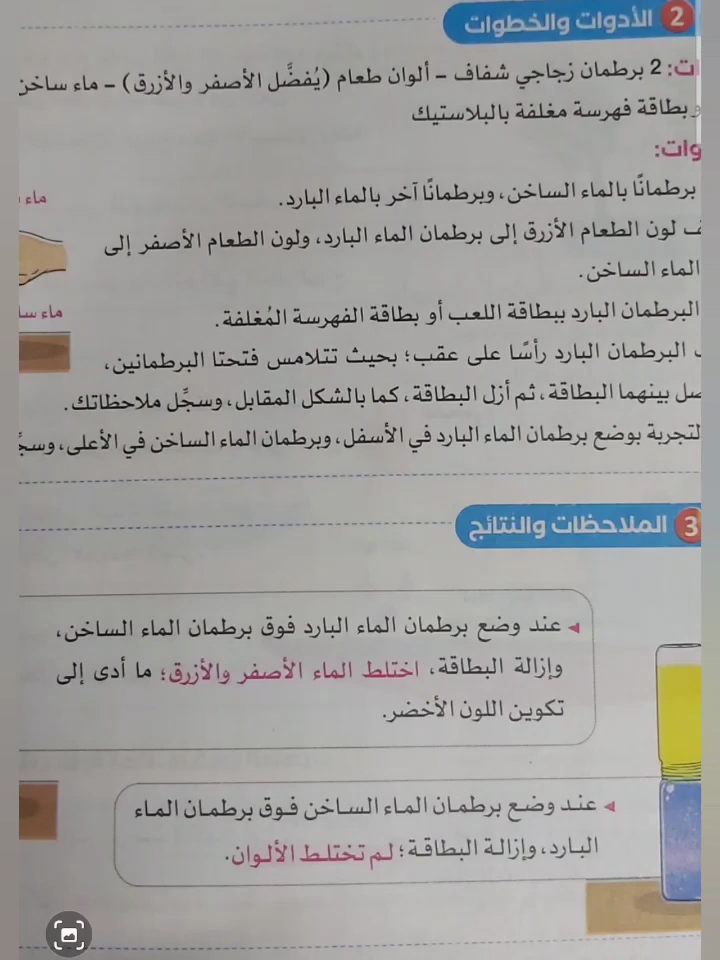 2 الأدوات والخطوات
ات: 2 برطمان زجاجي شفاف – ألوان طعام (يُفضَّل الأصفر والأزرق) – ماء ساخن
وبطاقة فهرسة مغلفة بالبلاستيك
وات:
برطمانًا بالماء الساخن، وبرطمانًا آخر بالماء البارد.
ماء
ف لون الطعام الأزرق إلى برطمان الماء البارد، ولون الطعام الأصفر إلى
الماء الساخن.
البرطمان البارد ببطاقة اللعب أو بطاقة الفهرسة المُغلفة.
ماء سا
البرطمان البارد رأسًا على عقب؛ بحيث تتلامس فتحتا البرطمانين،
صل بينهما البطاقة، ثم أزل البطاقة، كما بالشكل المقابل، وسجِّل ملاحظاتك.
لتجربة بوضع برطمان الماء البارد في الأسفل، وبرطمان الماء الساخن في الأعلى، وسجِّ
3 الملاحظات والنتائج
عند وضع برطمان الماء البارد فوق برطمان الماء الساخن،
وإزالة البطاقة، اختلط الماء الأصفر والأزرق؛ ما أدى إلى
تكوين اللون الأخضر.
عند وضع برطمان الماء الساخن فوق برطمان الماء
البارد، وإزالة البطاقة؛ لم تختلط الألوان.